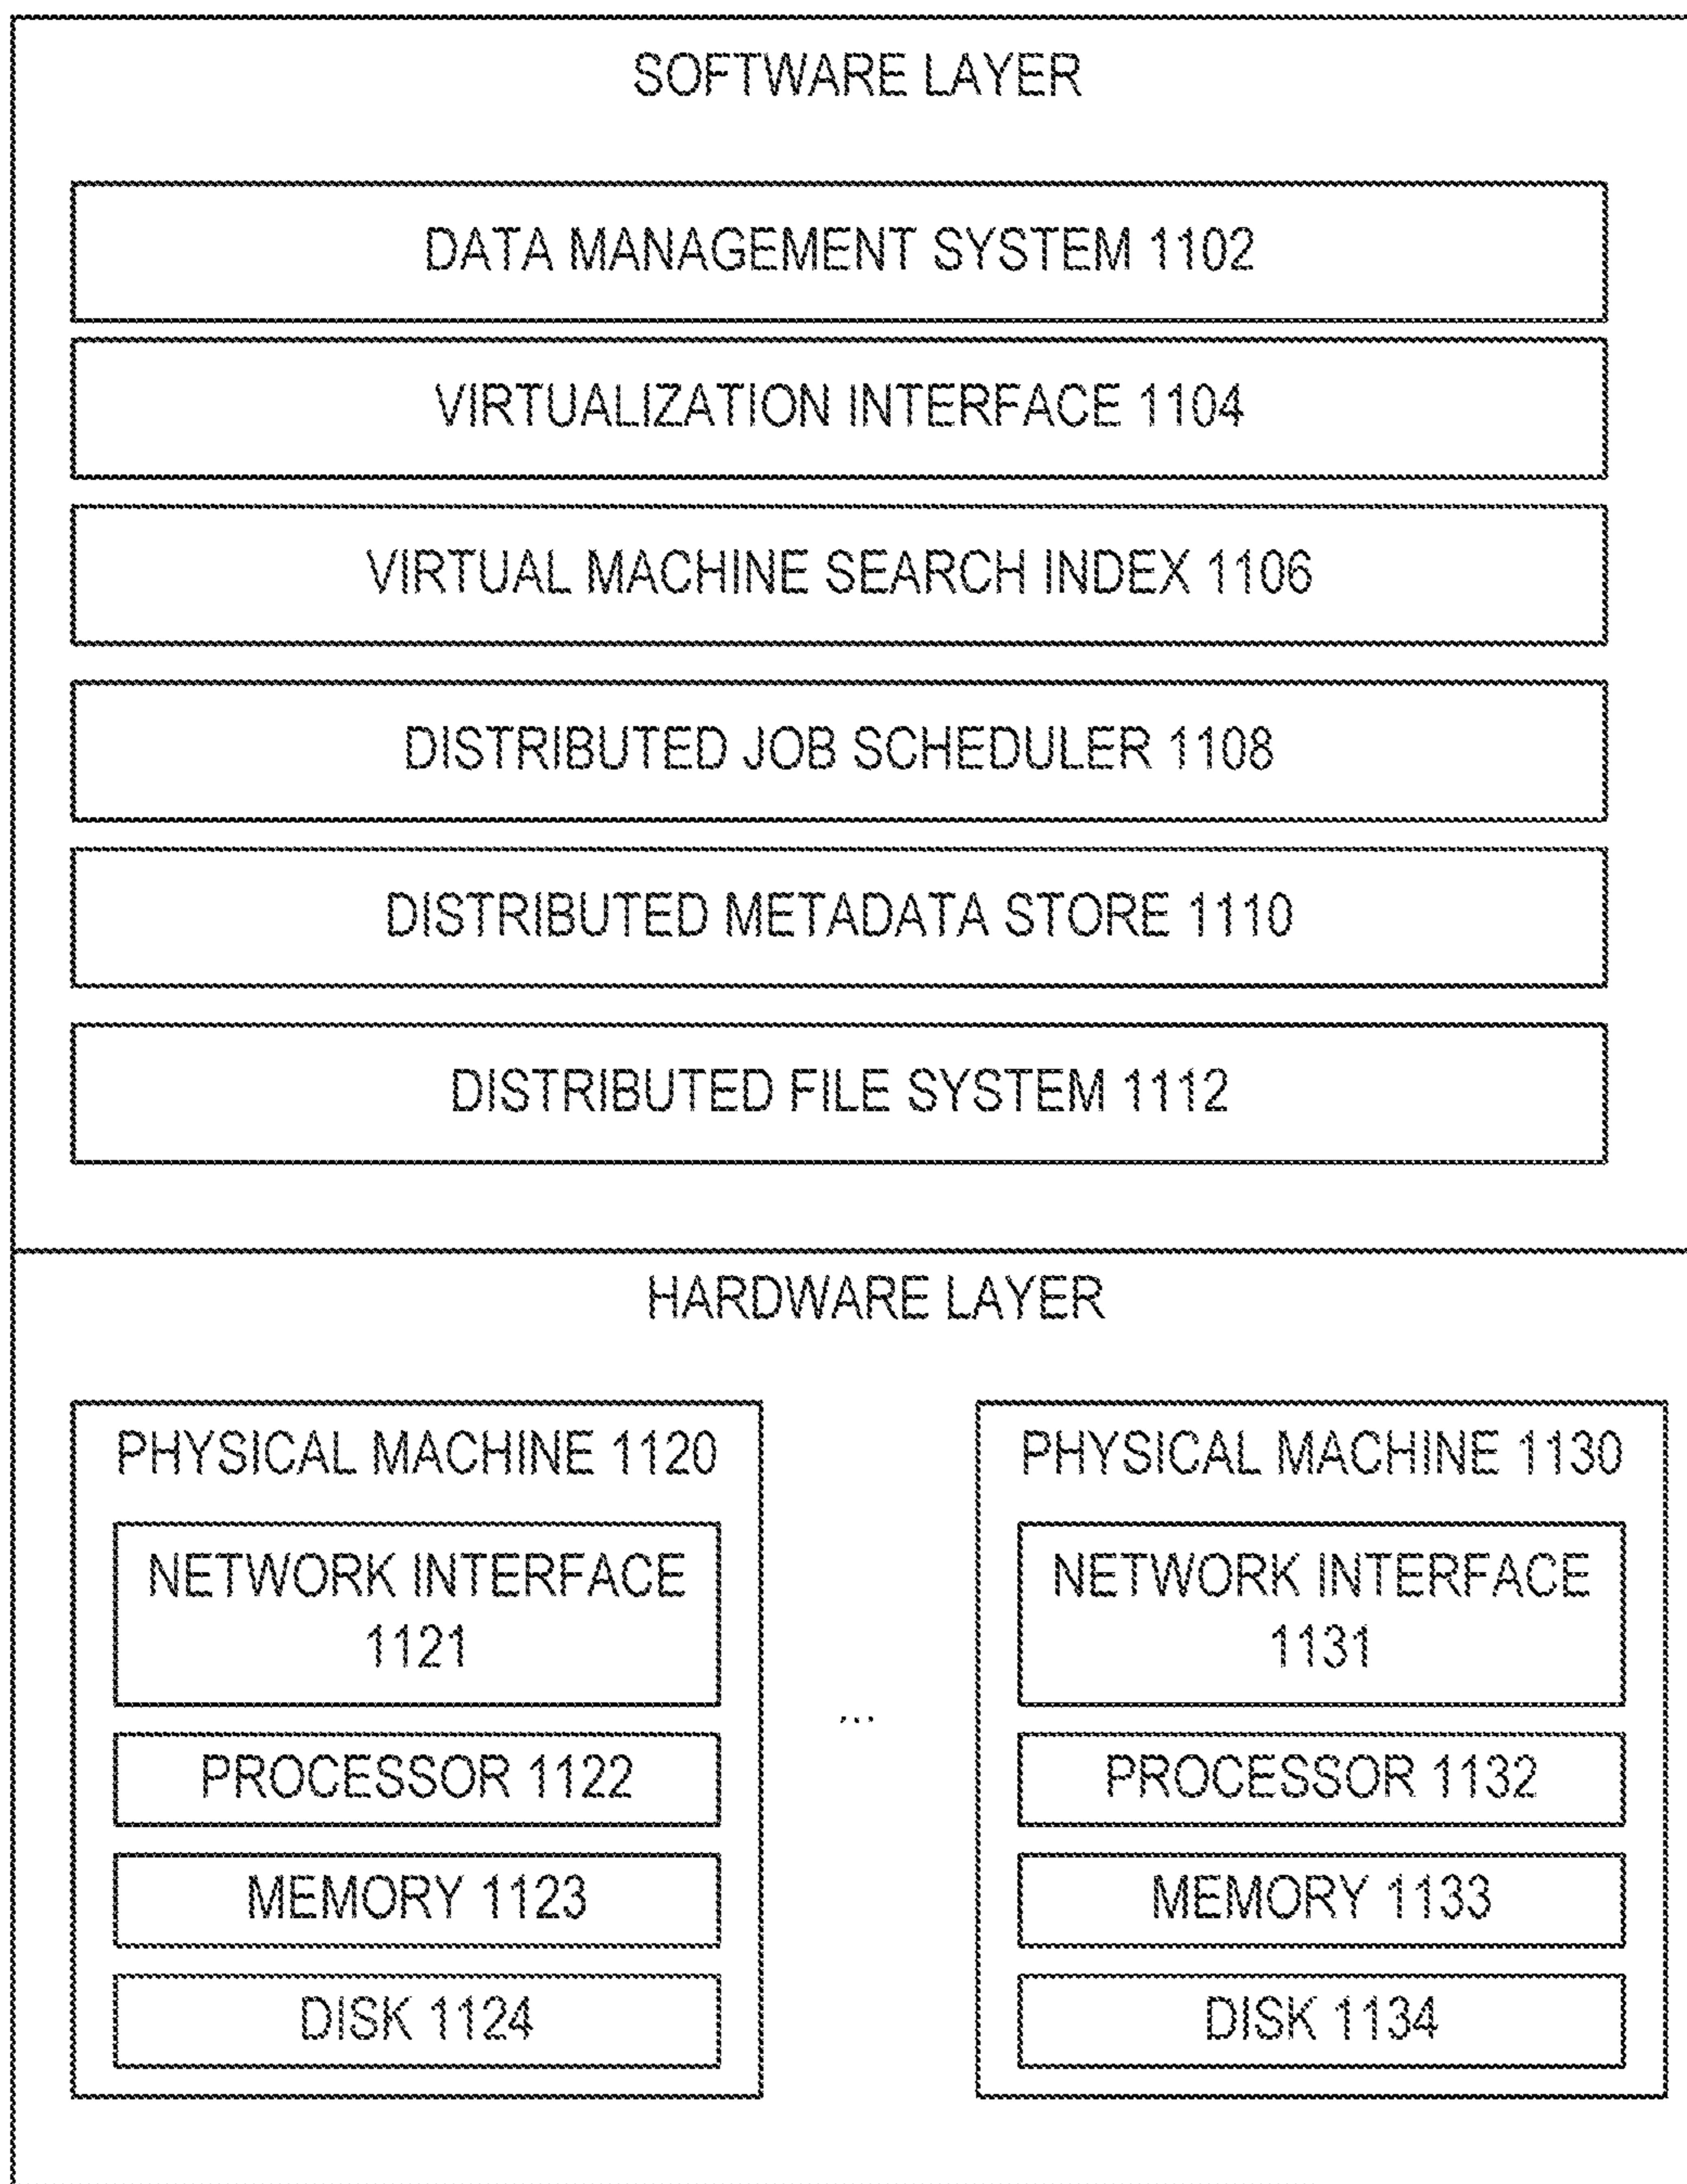 SOFTWARE LAYER
DATA MANAGEMENT SYSTEM 1102
VIRTUALIZATION INTERFACE 1104
VIRTUAL MACHINE SEARCH INDEX 1106
DISTRIBUTED JOB SCHEDULER 1108
DISTRIBUTED METADATA STORE 1110
DISTRIBUTED FILE SYSTEM 1112
HARDWARE LAYER
PHYSICAL MACHINE 1120
NETWORK INTERFACE
1121
PROCESSOR 1122
MEMORY 1123
DISK 1124
...
PHYSICAL MACHINE 1130
NETWORK INTERFACE
1131
PROCESSOR 1132
MEMORY 1133
DISK 1134